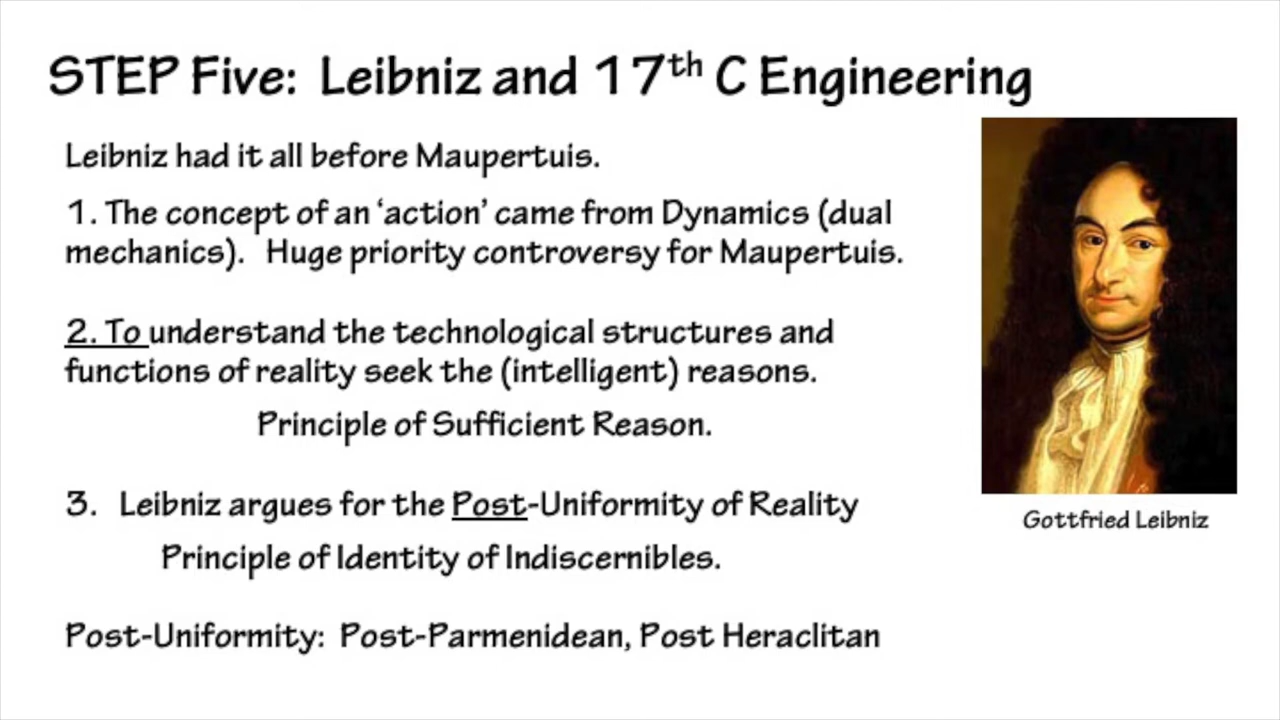 STEP Five: Leibniz and 17th C Engineering
Leibniz had it all before Maupertuis.
1. The concept of an ‘action’ came from Dynamics (dual
mechanics). Huge priority controversy for Maupertuis.
2. To understand the technological structures and
functions of reality seek the (intelligent) reasons.
Principle of Sufficient Reason.
3. Leibniz argues for the Post-Uniformity of Reality
Principle of Identity of Indiscernibles.
Post-Uniformity: Post-Parmenidean, Post Heraclitan
Gottfried Leibniz